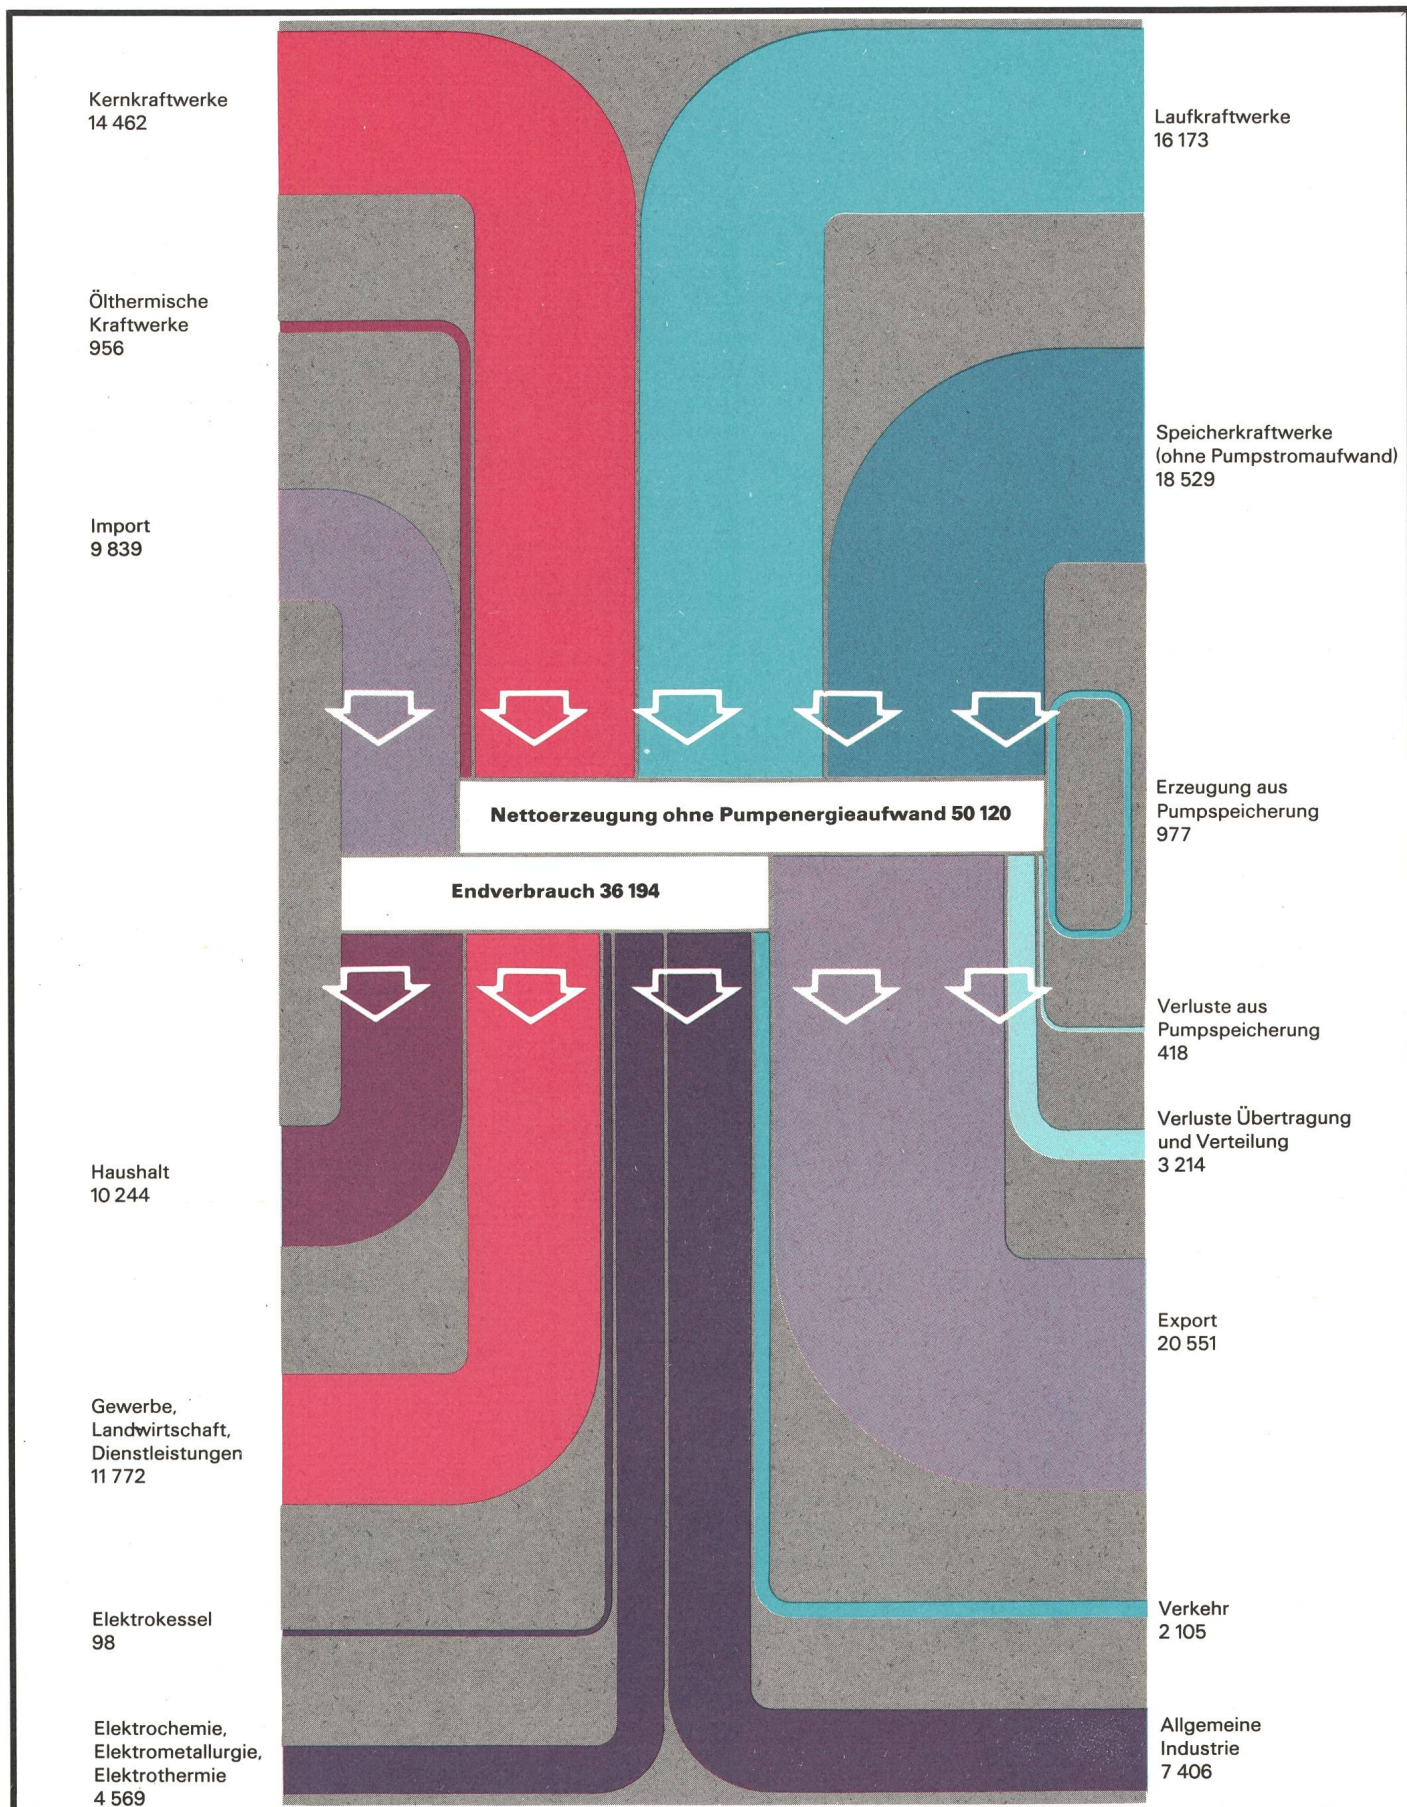 Kernkraftwerke
14 462
Ölthermische
Kraftwerke
956
Import
9 839
Laufkraftwerke
16 173
Speicherkraftwerke
(ohne Pumpstromaufwand)
18 529
Nettoerzeugung ohne Pumpenergieaufwand 50 120
Endverbrauch 36 194
Erzeugung aus
Pumpspeicherung
977
Verluste aus
Pumpspeicherung
418
Verluste Übertragung
und Verteilung
3 214
Export
20 551
Haushalt
10 244
Gewerbe,
Landwirtschaft,
Dienstleistungen
11 772
Elektrokessel
98
Elektrochemie,
Elektrometallurgie,
Elektrothermie
4 569
Verkehr
2 105
Allgemeine
Industrie
7 406